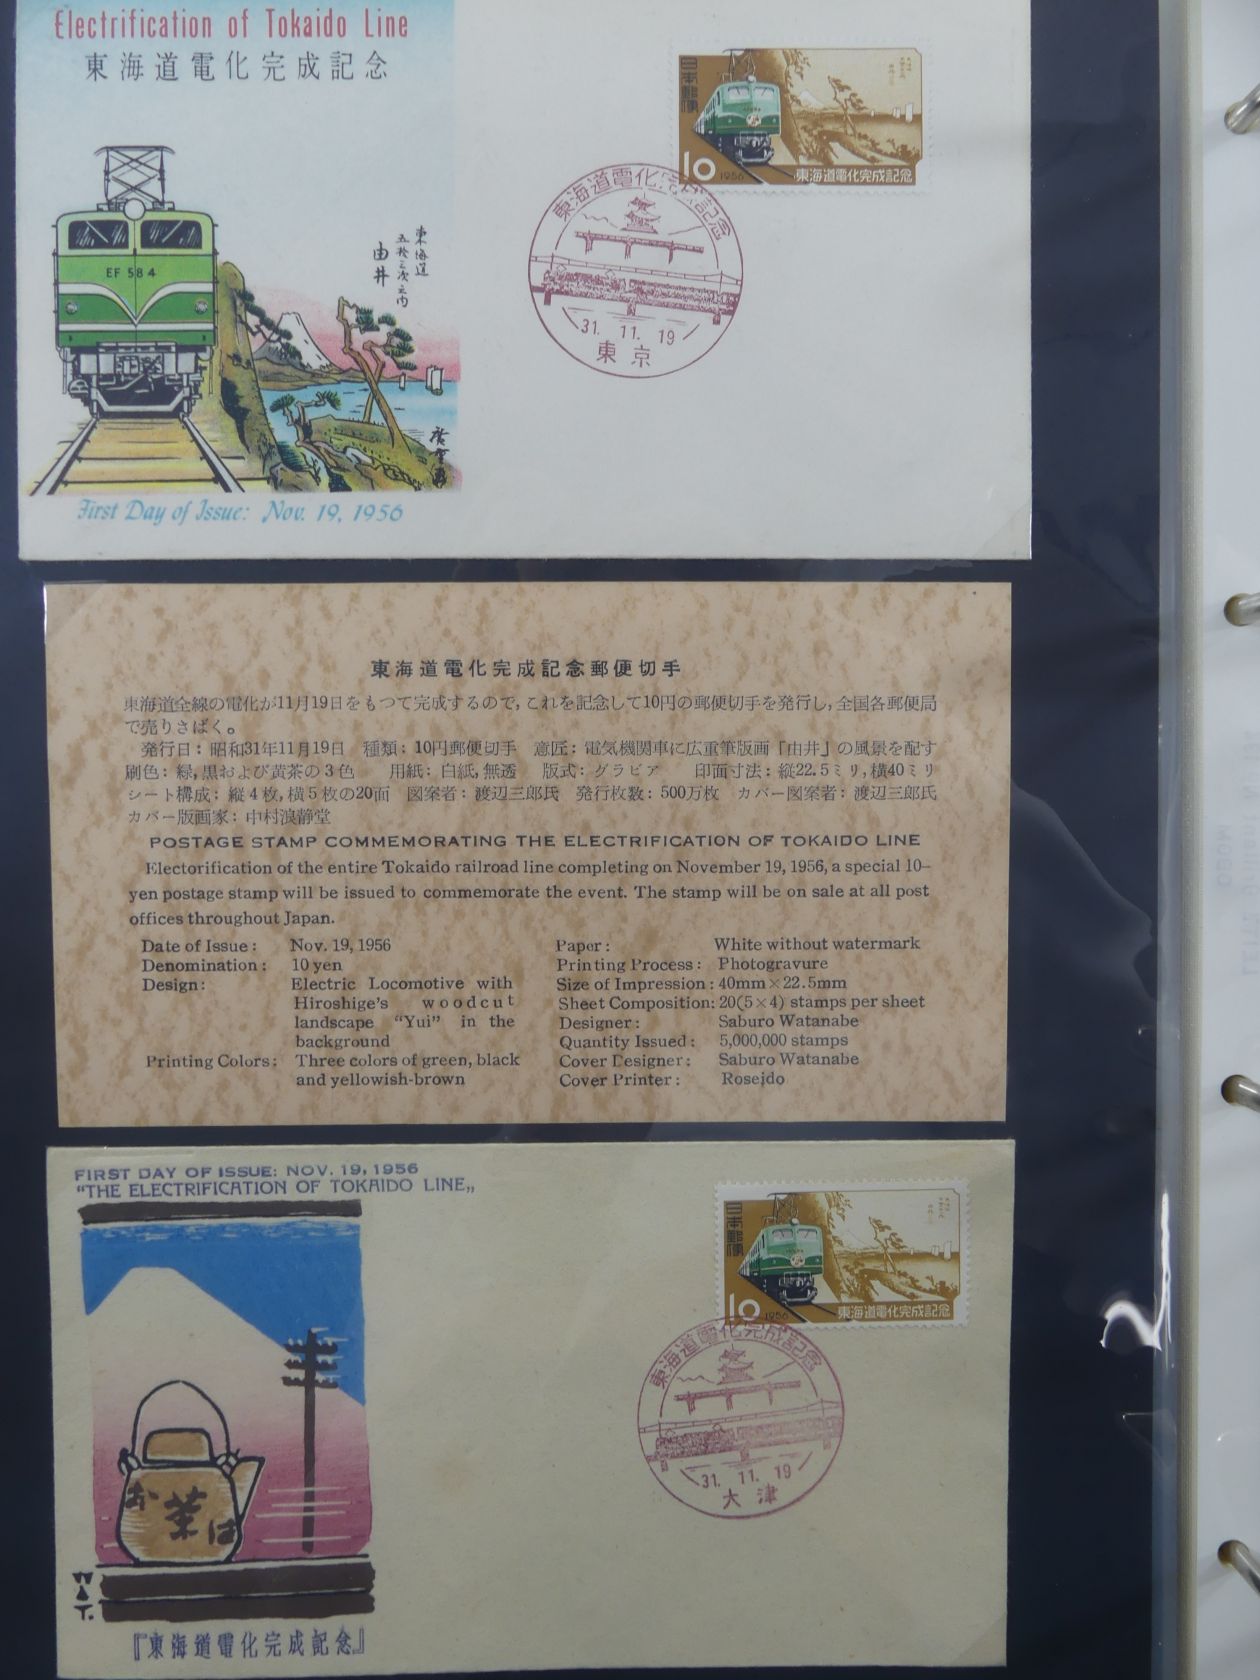 Electrification of Tokaido Line
東海道電化完成記念
日本郵便
10
1956
東海道電化完成記念
東海道電化完成記念
31. 11. 19
東京
EF 58 4
東海道
五拾三次之内
由井
廣重画
First Day of Issue: Nov. 19, 1956
東海道電化完成記念郵便切手
東海道全線の電化が11月19日をもつて完成するので,これを記念して10円の郵便切手を発行し,全国各郵便局
で売りさばく。
発行日:昭和31年11月19日 種類:10円郵便切手 意匠:電気機関車に広重筆版画「由井」の風景を配す
刷色:緑,黒および黄茶の3色 用紙:白紙,無透 版式:グラビア 印面寸法:縦22.5ミリ,横40ミリ
シート構成:縦4枚,横5枚の20面 図案者:渡辺三郎氏 発行枚数:500万枚 カバー図案者:渡辺三郎氏
カバー版画家:中村浪静堂
POSTAGE STAMP COMMEMORATING THE ELECTRIFICATION OF TOKAIDO LINE
Electorification of the entire Tokaido railroad line completing on November 19, 1956, a special 10-
yen postage stamp will be issued to commemorate the event. The stamp will be on sale at all post
offices throughout Japan.
Date of Issue: Nov. 19, 1956
Denomination: 10 yen
Design: Electric Locomotive with
Hiroshige's woodcut
landscape "Yui" in the
background
Printing Colors: Three colors of green, black
and yellowish-brown
Paper: White without watermark
Printing Process: Photogravure
Size of Impression: 40mm×22.5mm
Sheet Composition: 20(5×4) stamps per sheet
Designer: Saburo Watanabe
Quantity Issued: 5,000,000 stamps
Cover Designer: Saburo Watanabe
Cover Printer: Roseido
FIRST DAY OF ISSUE: NOV. 19, 1956
"THE ELECTRIFICATION OF TOKAIDO LINE„
日本郵便
10
1956
東海道電化完成記念
東海道電化完成記念
31. 11. 19
大津
お茶は
WAT.
『東海道電化完成記念』